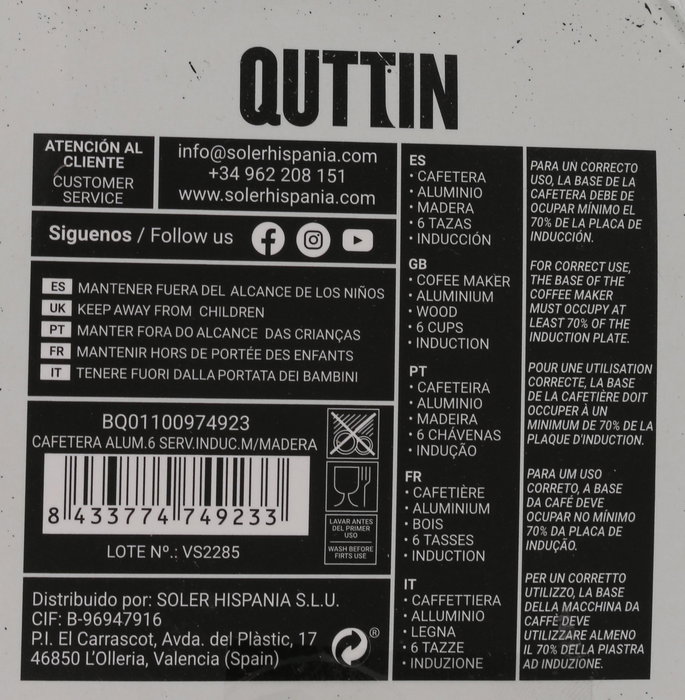 QUTTIN
ATENCIÓN AL
CLIENTE
CUSTOMER
SERVICE
info@solerhispania.com
+34 962 208 151
www.solerhispania.com
Siguenos / Follow us
ES MANTENER FUERA DEL ALCANCE DE LOS NIÑOS
UK KEEP AWAY FROM CHILDREN
PT MANTER FORA DO ALCANCE DAS CRIANÇAS
FR MANTENIR HORS DE PORTÉE DES ENFANTS
IT TENERE FUORI DALLA PORTATA DEI BAMBINI
BQ01100974923
CAFETERA ALUM.6 SERV.INDUC.M/MADERA
8 433774 749233
LOTE Nº.: VS2285
LAVAR ANTES
DEL PRIMER
USO
WASH BEFORE
FIRTS USE
Distribuido por: SOLER HISPANIA S.L.U.
CIF: B-96947916
P.I. El Carrascot, Avda. del Plàstic, 17
46850 L'Olleria, Valencia (Spain)
®
ES
• CAFETERA
• ALUMINIO
• MADERA
• 6 TAZAS
• INDUCCIÓN
GB
• COFEE MAKER
• ALUMINIUM
• WOOD
• 6 CUPS
• INDUCTION
PT
• CAFETEIRA
• ALUMINIO
• MADEIRA
• 6 CHÁVENAS
• INDUÇÃO
FR
• CAFETIÈRE
• ALUMINIUM
• BOIS
• 6 TASSES
• INDUCTION
IT
• CAFFETTIERA
• ALLUMINIO
• LEGNA
• 6 TAZZE
• INDUZIONE
PARA UN CORRECTO
USO, LA BASE DE LA
CAFETERA DEBE DE
OCUPAR MÍNIMO EL
70% DE LA PLACA DE
INDUCCIÓN.
FOR CORRECT USE,
THE BASE OF THE
COFFEE MAKER
MUST OCCUPY AT
LEAST 70% OF THE
INDUCTION PLATE.
POUR UNE UTILISATION
CORRECTE, LA BASE
DE LA CAFETIÈRE DOIT
OCCUPER À UN
MINIMUM DE 70% DE LA
PLAQUE D'INDUCTION.
PARA UM USO
CORRETO, A BASE
DA CAFÉ DEVE
OCUPAR NO MÍNIMO
70% DA PLACA DE
INDUÇÃO.
PER UN CORRETTO
UTILIZZO, LA BASE
DELLA MACCHINA DA
CAFFÈ DEVE
UTILIZZARE ALMENO
IL 70% DELLA PIASTRA
AD INDUZIONE.